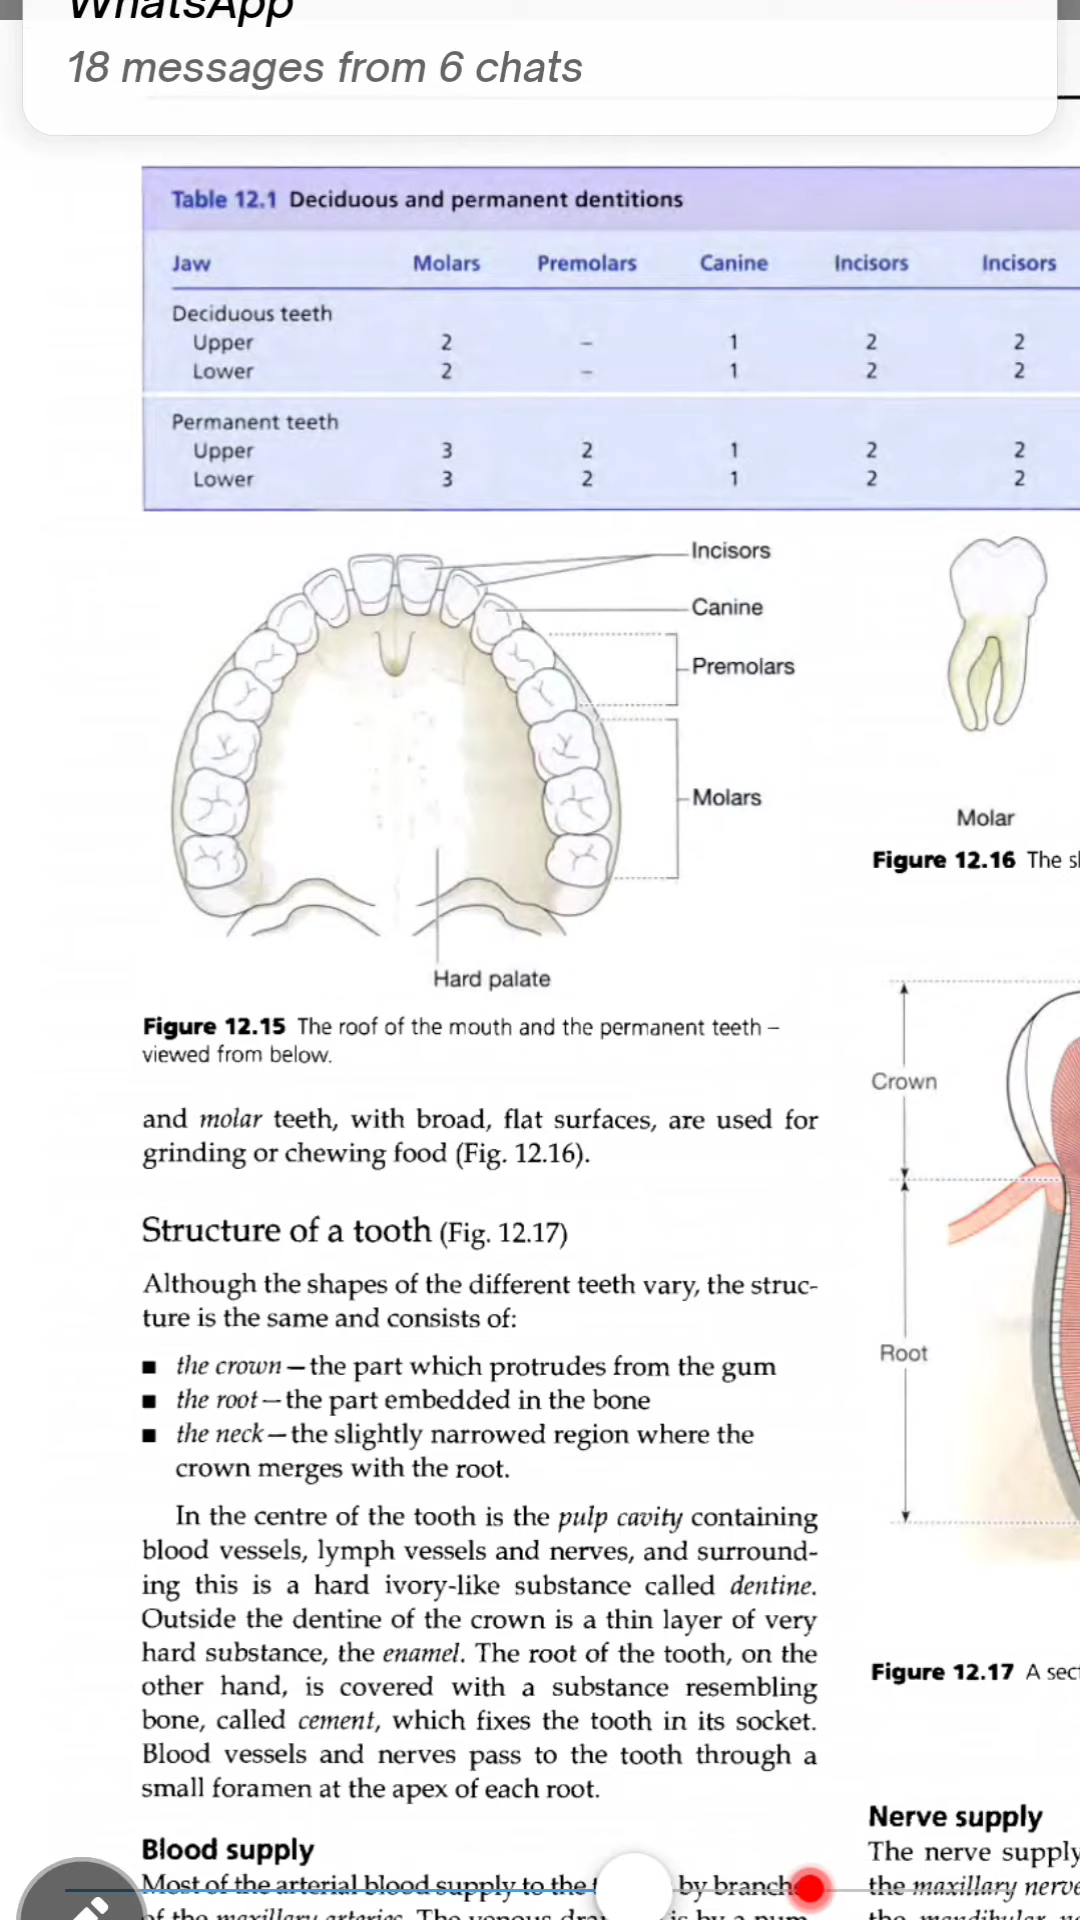 WhatsApp
18 messages from 6 chats
Table 12.1 Deciduous and permanent dentitions
Jaw Molars Premolars Canine Incisors Incisors
Deciduous teeth
Upper 2 – 1 2 2
Lower 2 – 1 2 2
Permanent teeth
Upper 3 2 1 2 2
Lower 3 2 1 2 2
Incisors
Canine
Premolars
Molars
Hard palate
Figure 12.15 The roof of the mouth and the permanent teeth –
viewed from below.
and molar teeth, with broad, flat surfaces, are used for
grinding or chewing food (Fig. 12.16).
Structure of a tooth (Fig. 12.17)
Although the shapes of the different teeth vary, the struc-
ture is the same and consists of:
■ the crown – the part which protrudes from the gum
■ the root – the part embedded in the bone
■ the neck – the slightly narrowed region where the
crown merges with the root.
In the centre of the tooth is the pulp cavity containing
blood vessels, lymph vessels and nerves, and surround-
ing this is a hard ivory-like substance called dentine.
Outside the dentine of the crown is a thin layer of very
hard substance, the enamel. The root of the tooth, on the
other hand, is covered with a substance resembling
bone, called cement, which fixes the tooth in its socket.
Blood vessels and nerves pass to the tooth through a
small foramen at the apex of each root.
Blood supply
Most of the arterial blood supply to the by branch
of the maxillary arteries. The venous is by a num
Molar
Figure 12.16 The
Crown
Root
Figure 12.17 A
Nerve supply
The nerve supply
the maxillary nerve
the mandibular